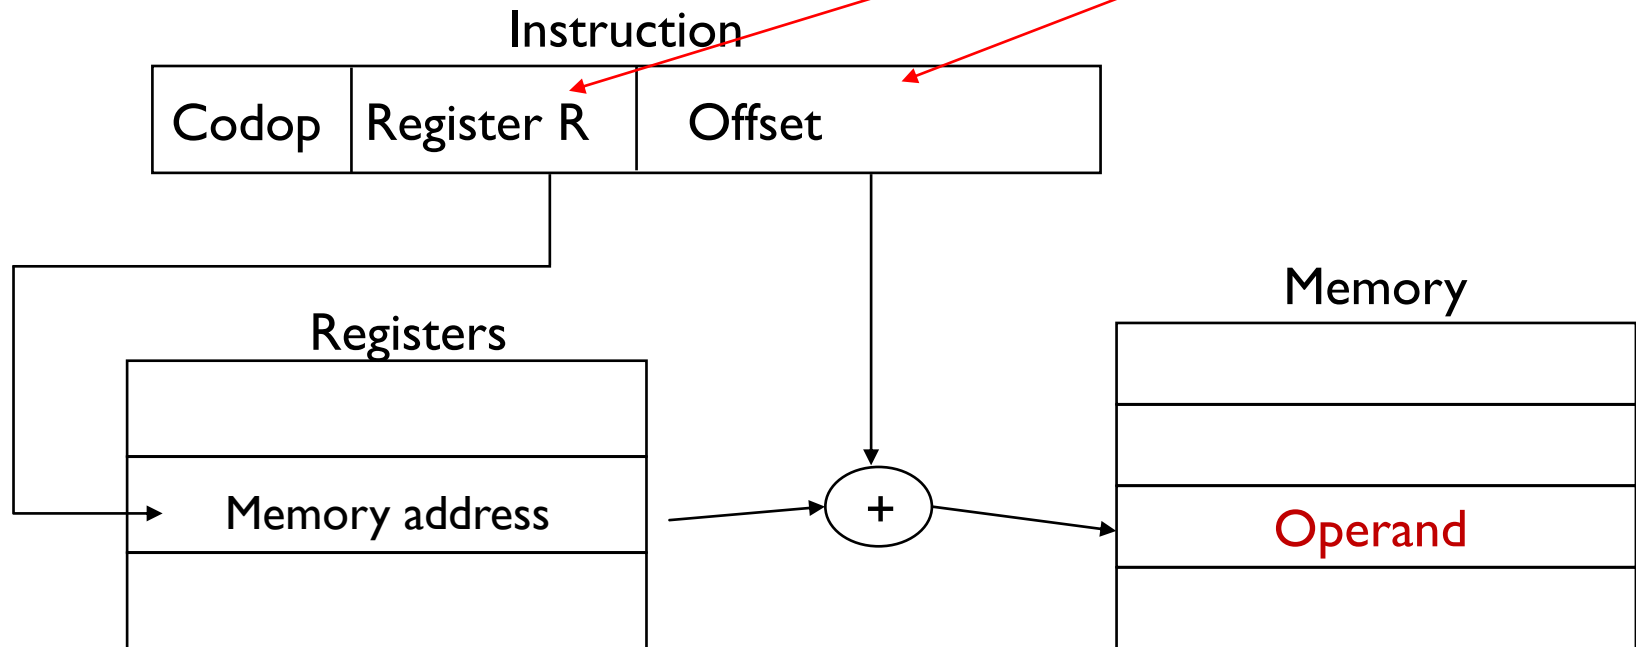 Instruction
Codop Register R Offset
Memory
Registers
Memory address + Operand